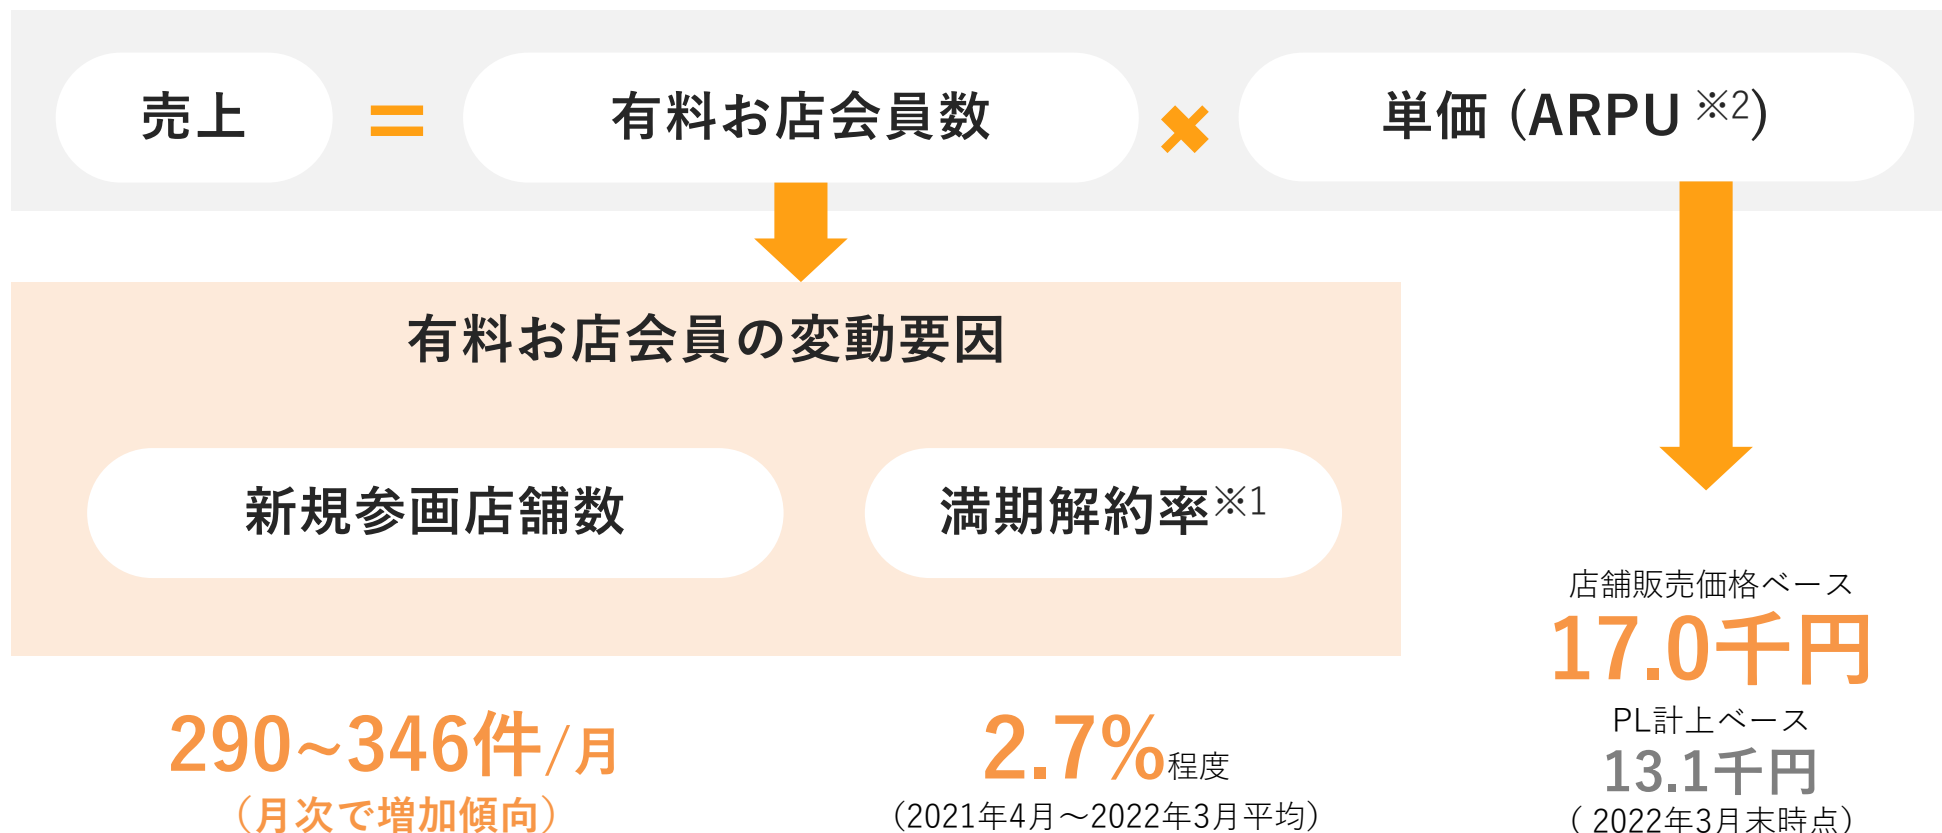 売上 = 有料お店会員数 × 単価 (ARPU ※2)
有料お店会員の変動要因
新規参画店舗数
満期解約率※1
290~346件/月
（月次で増加傾向）
2.7%程度
（2021年4月～2022年3月平均）
店舗販売価格ベース
17.0千円
PL計上ベース
13.1千円
（ 2022年3月末時点）